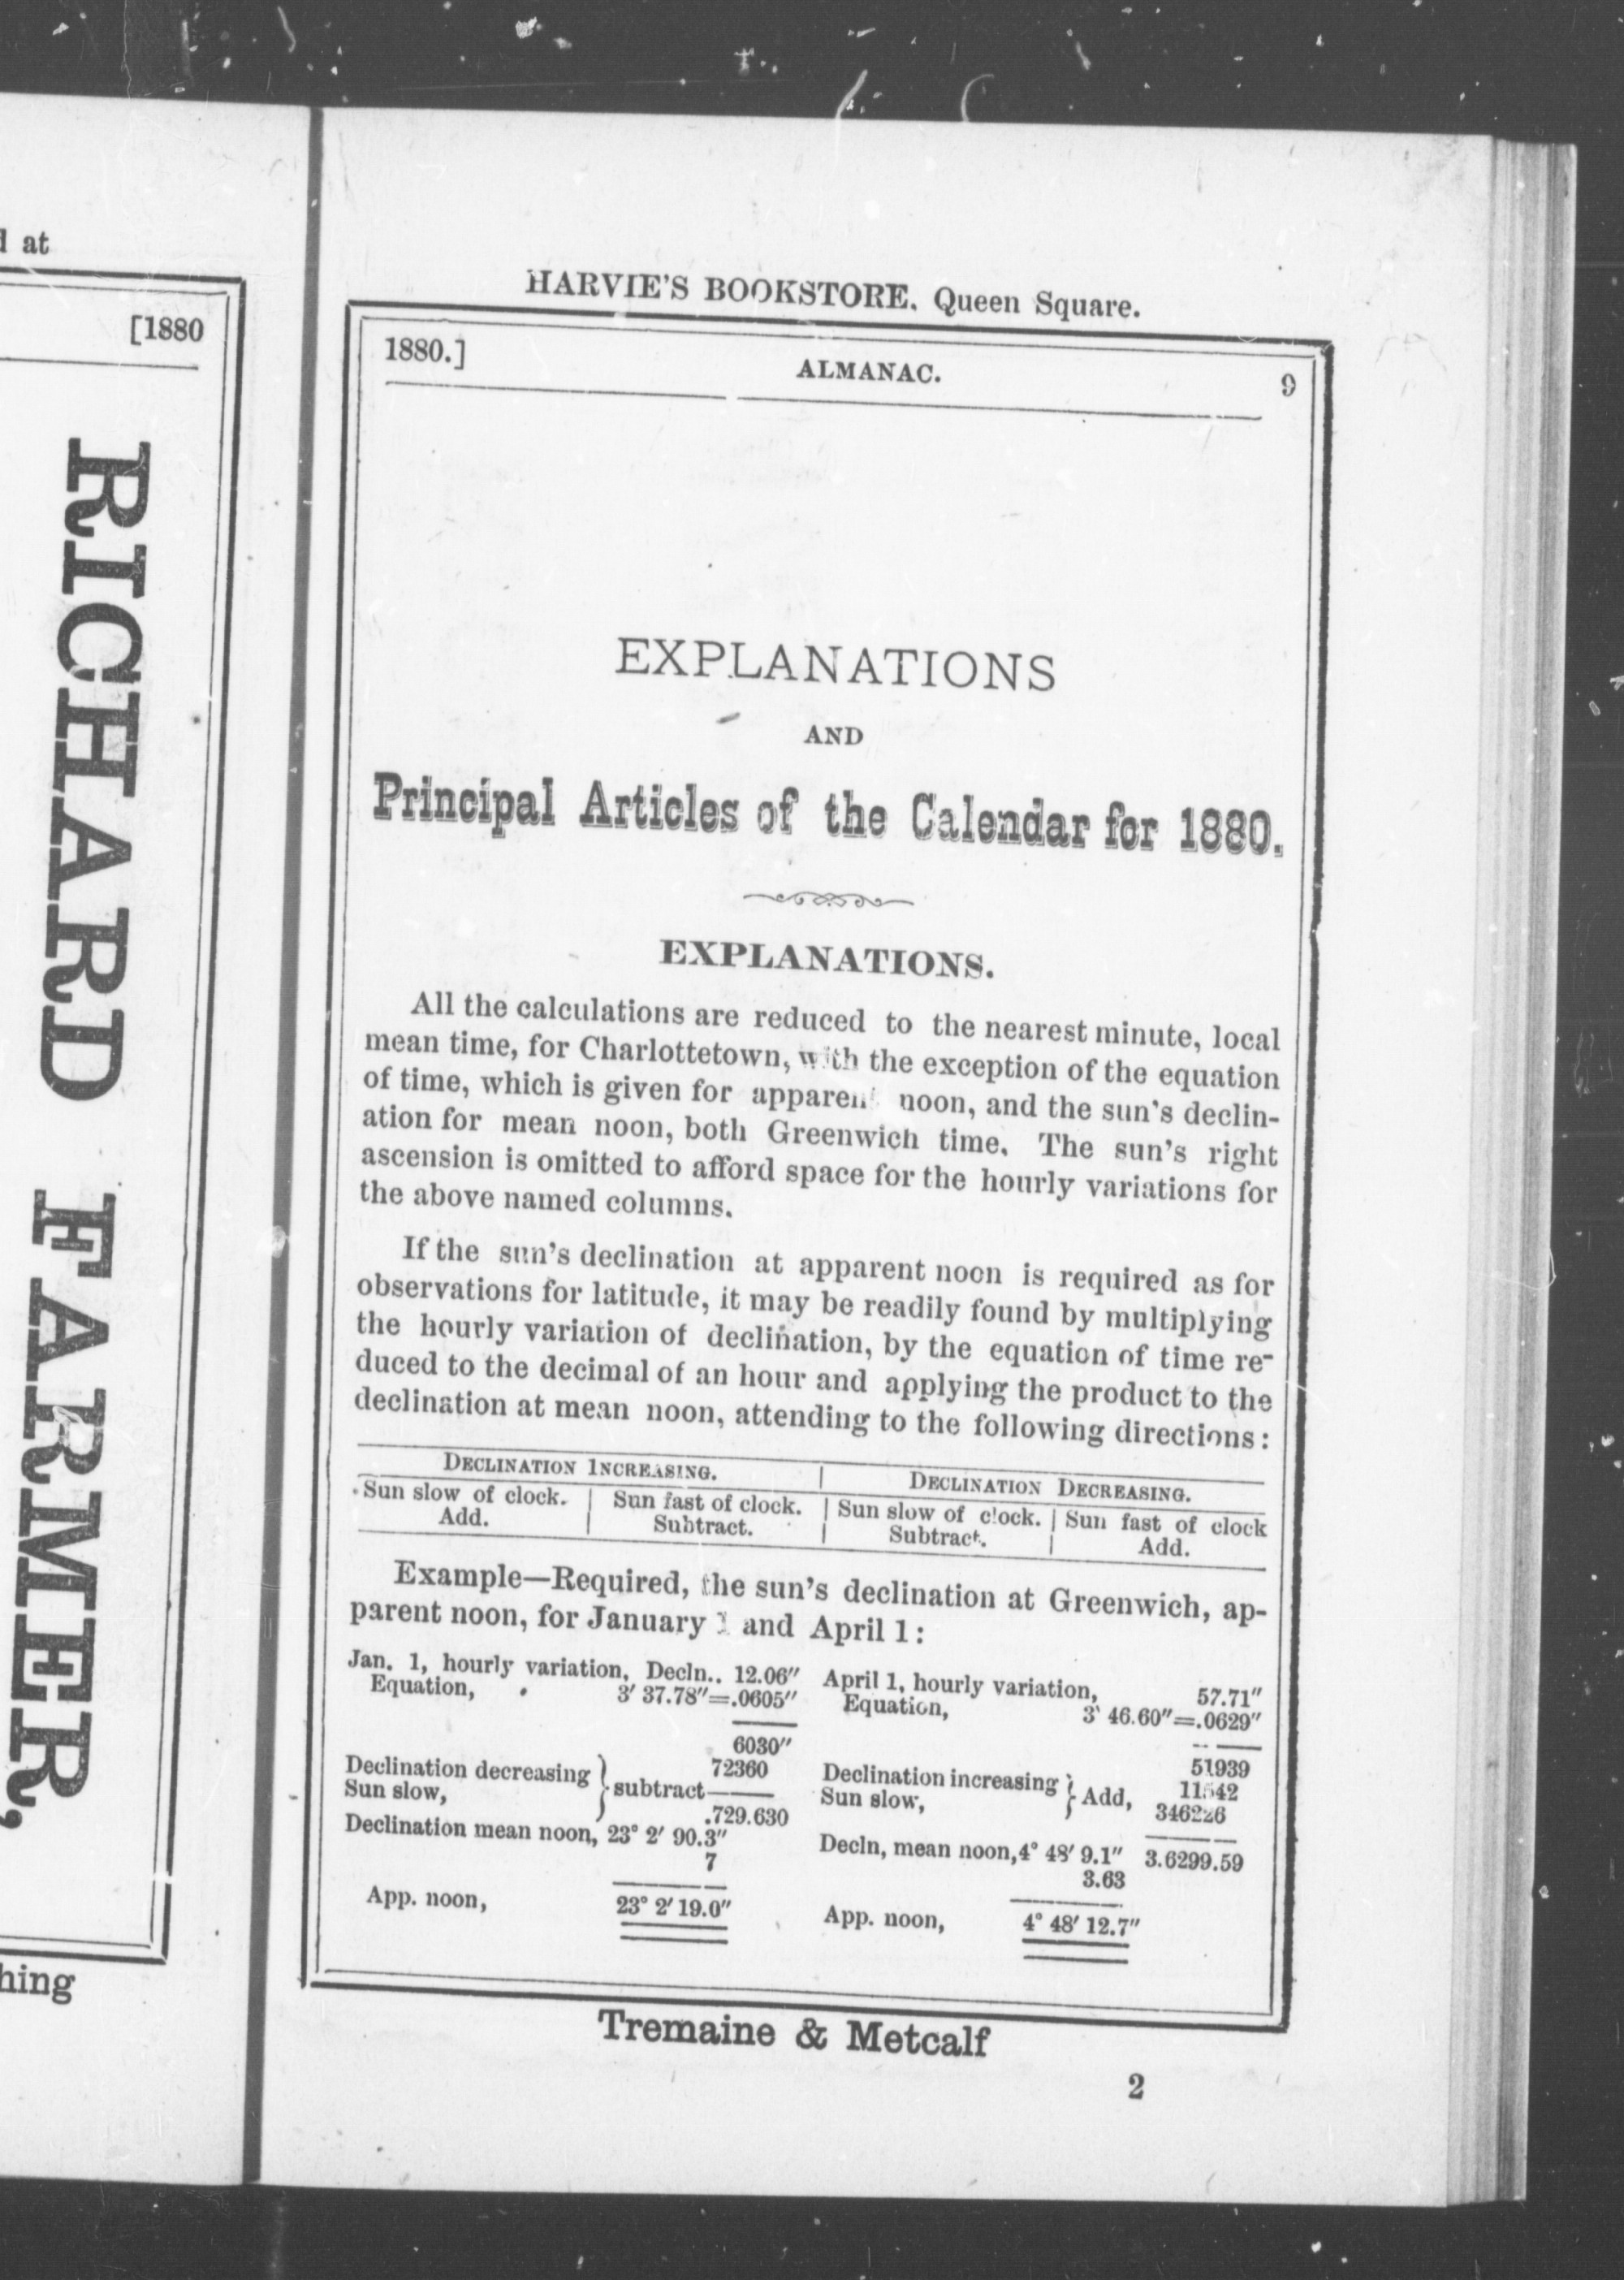 d at
[1880
RICHARD FARMER,
hing
HARVIE'S BOOKSTORE. Queen Square.
1880.] ALMANAC. 9
EXPLANATIONS
AND
Principal Articles of the Calendar for 1880.
EXPLANATIONS.
All the calculations are reduced to the nearest minute, local
mean time, for Charlottetown, with the exception of the equation
of time, which is given for apparent noon, and the sun's declin-
ation for mean noon, both Greenwich time. The sun's right
ascension is omitted to afford space for the hourly variations for
the above named columns.
If the sun's declination at apparent noon is required as for
observations for latitude, it may be readily found by multiplying
the hourly variation of declination, by the equation of time re-
duced to the decimal of an hour and applying the product to the
declination at mean noon, attending to the following directions:
DECLINATION INCREASING. | DECLINATION DECREASING.
Sun slow of clock. | Sun fast of clock. | Sun slow of clock. | Sun fast of clock
Add. | Subtract. | Subtract. | Add.
Example—Required, the sun's declination at Greenwich, ap-
parent noon, for January 1 and April 1:
Jan. 1, hourly variation, Decln.. 12.06"
Equation, 3' 37.78"=.0605"
6030"
72360
Declination decreasing } subtract
Sun slow,
.729.630
Declination mean noon, 23° 2' 90.3"
7
App. noon, 23° 2' 19.0"
April 1, hourly variation, 57.71"
Equation, 3' 46.60"=.0629"
51939
Declination increasing } Add, 11542
Sun slow, 346226
Decln, mean noon, 4° 48' 9.1" 3.6299.59
3.63
App. noon, 4° 48' 12.7"
Tremaine & Metcalf
2